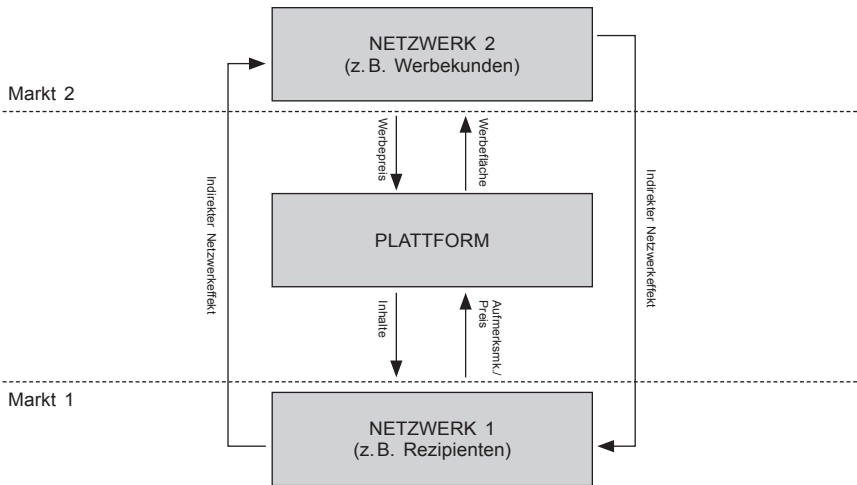 NETZWERK 2
(z. B. Werbekunden)
Markt 2
Werbepreis
Werbefläche
Indirekter Netzwerkeffekt
Indirekter Netzwerkeffekt
PLATTFORM
Inhalte
Aufmerksmk./
Preis
Markt 1
NETZWERK 1
(z. B. Rezipienten)